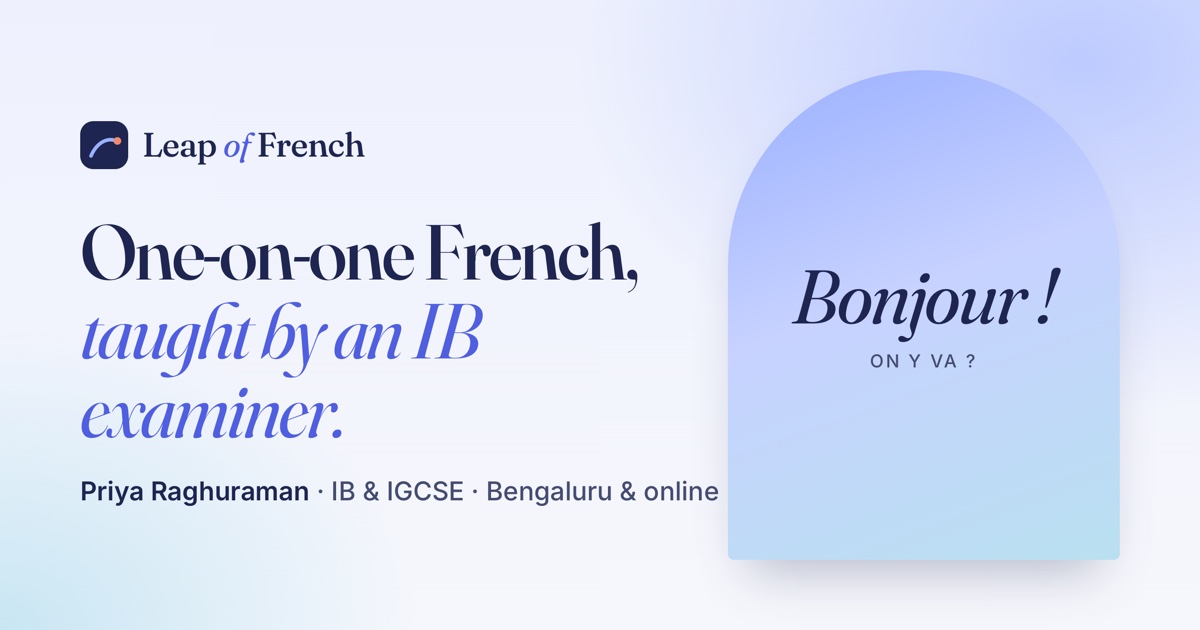 Leap of French
One-on-one French,
taught by an IB
examiner.
Priya Raghuraman · IB & IGCSE · Bengaluru & online
Bonjour !
ON Y VA ?